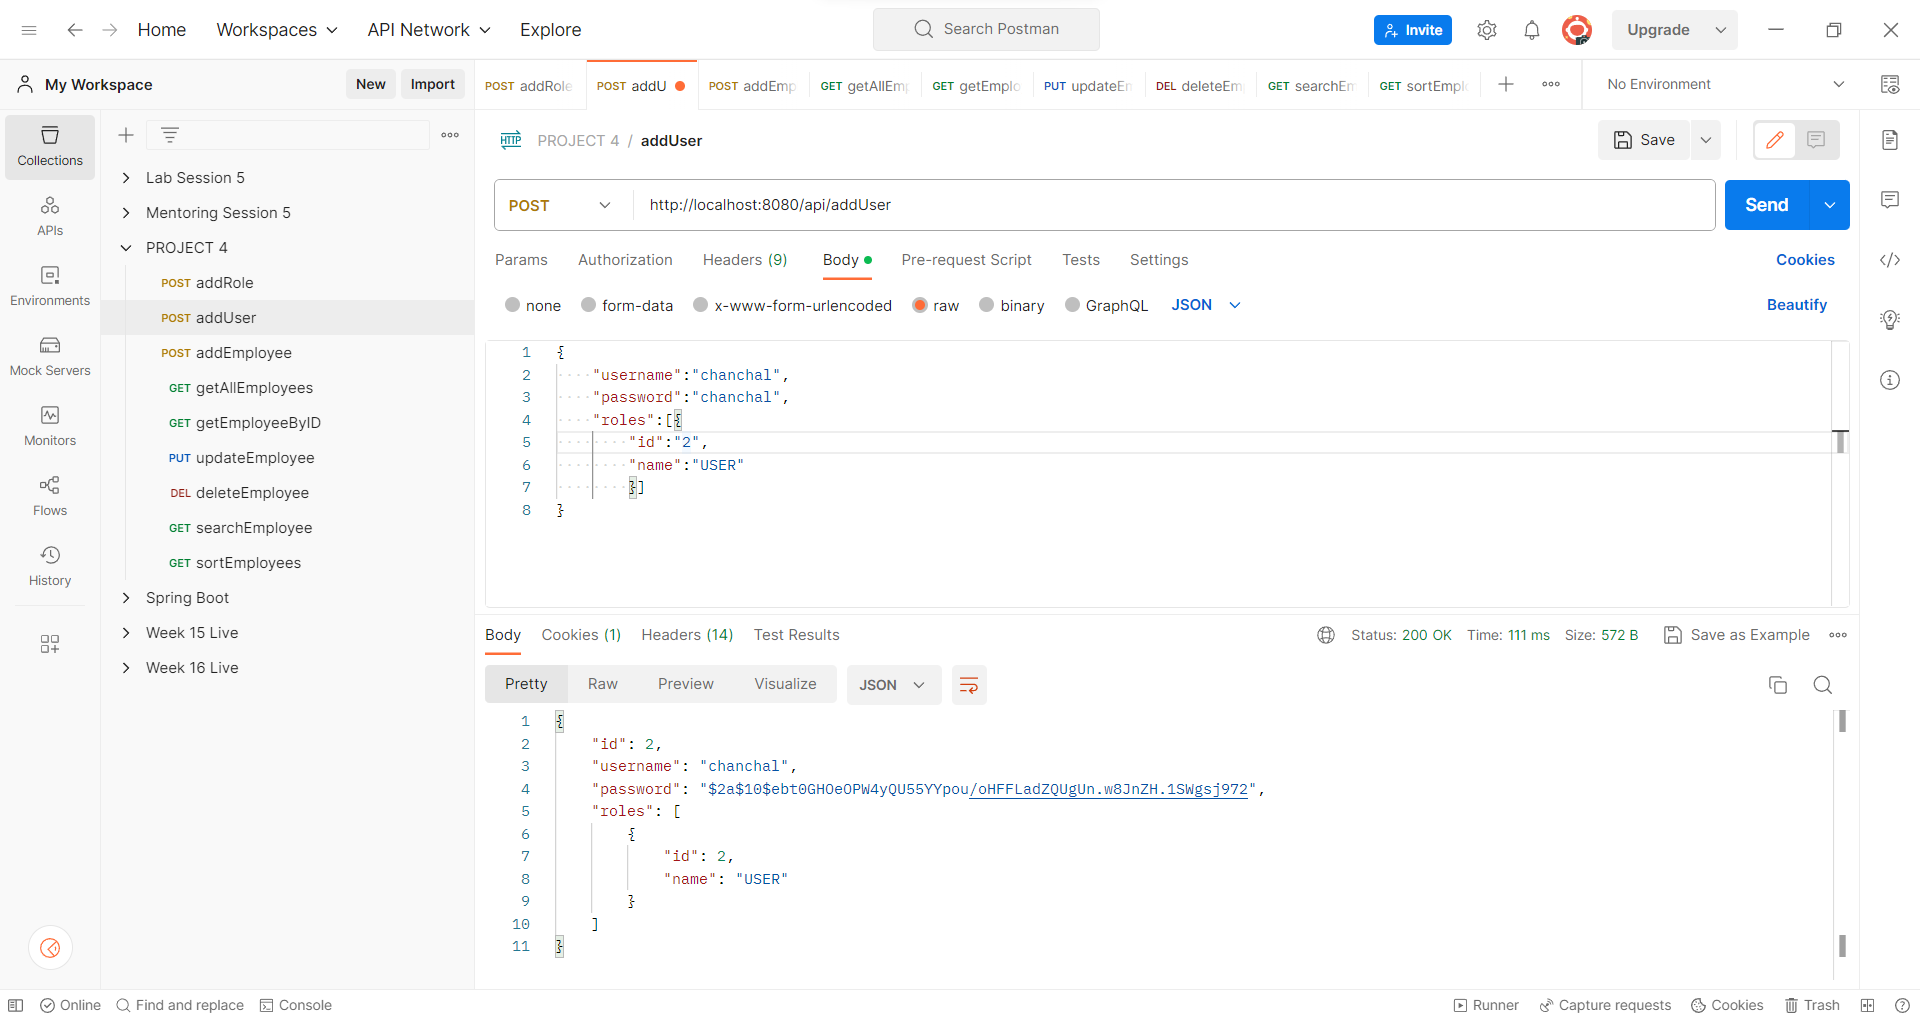 Home Workspaces API Network Explore Search Postman Invite Upgrade
My Workspace New Import
POST addRole POST addU POST addEmp GET getAllEmp GET getEmplo PUT updateEm DEL deleteEm GET searchEm GET sortEmpl No Environment
Collections
APIs
Environments
Mock Servers
Monitors
Flows
History
Lab Session 5
Mentoring Session 5
PROJECT 4
POST addRole
POST addUser
POST addEmployee
GET getAllEmployees
GET getEmployeeByID
PUT updateEmployee
DEL deleteEmployee
GET searchEmployee
GET sortEmployees
Spring Boot
Week 15 Live
Week 16 Live
HTTP PROJECT 4 / addUser Save
POST http://localhost:8080/api/addUser Send
Params Authorization Headers (9) Body Pre-request Script Tests Settings Cookies
none form-data x-www-form-urlencoded raw binary GraphQL JSON Beautify
1 {
2 "username":"chanchal",
3 "password":"chanchal",
4 "roles":[{
5 "id":"2",
6 "name":"USER"
7 }]
8 }
Body Cookies (1) Headers (14) Test Results Status: 200 OK Time: 111 ms Size: 572 B Save as Example
Pretty Raw Preview Visualize JSON
1 {
2 "id": 2,
3 "username": "chanchal",
4 "password": "$2a$10$ebt0GHOeOPW4yQU55YYpou/oHFFLadZQUgUn.w8JnZH.1SWgsj972",
5 "roles": [
6 {
7 "id": 2,
8 "name": "USER"
9 }
10 ]
11 }
Online Find and replace Console Runner Capture requests Cookies Trash